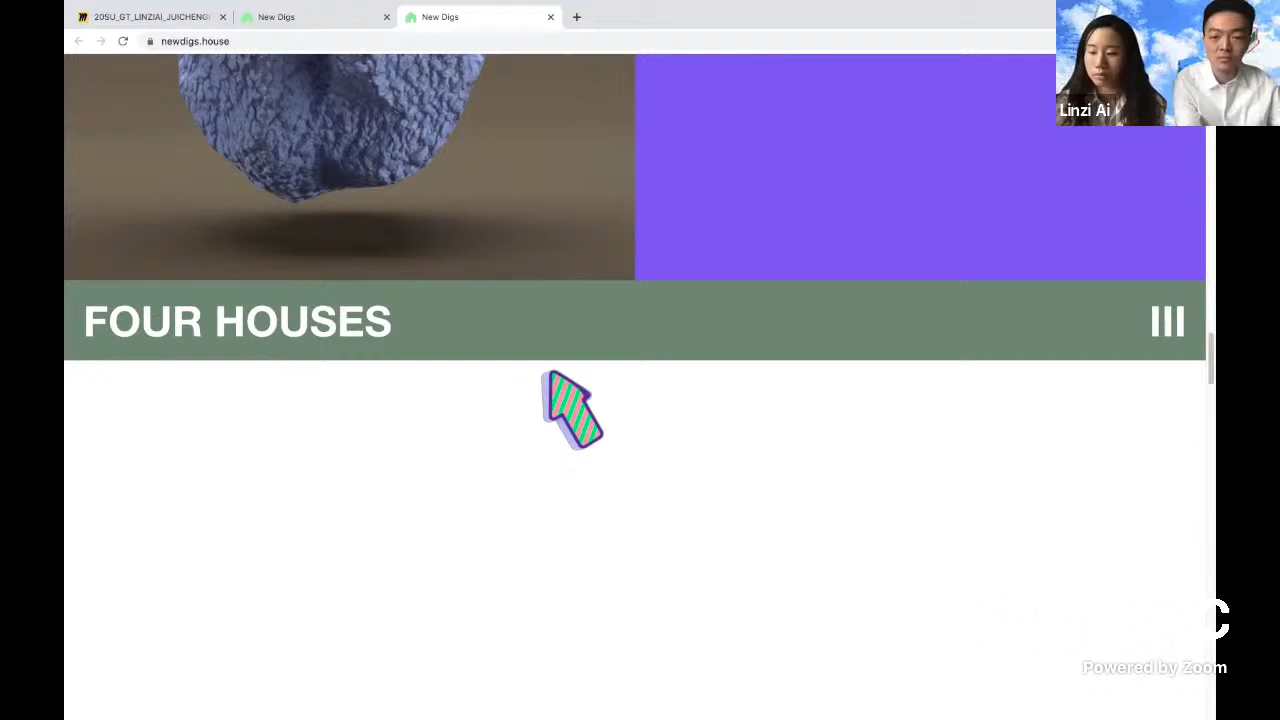 20SU_GT_LINZIAI_JUICHENG
New Digs
New Digs
newdigs.house
Linzi Ai
FOUR HOUSES
III
C
Powered by Zoom